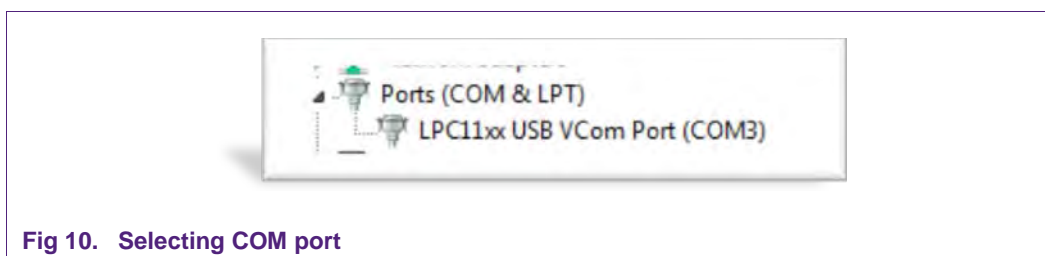 Ports (COM & LPT)
LPC11xx USB VCom Port (COM3)
Fig 10. Selecting COM port